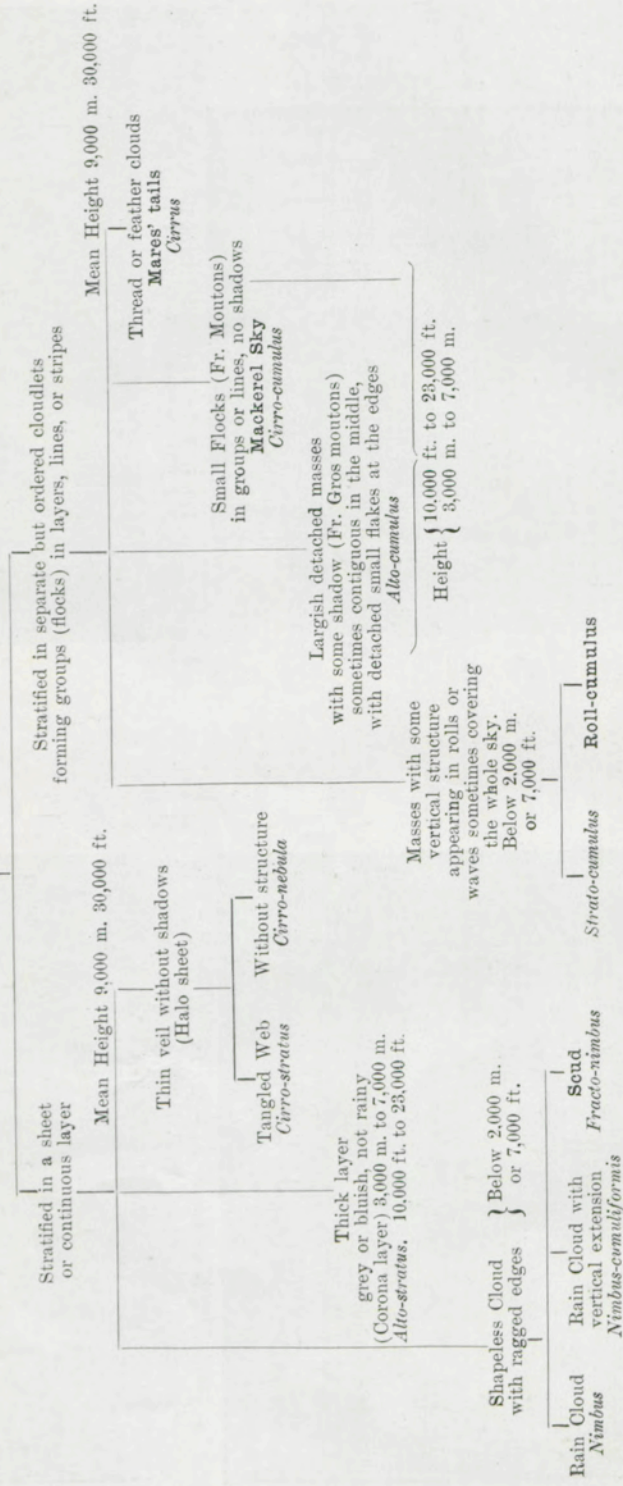 Stratified in a sheet
or continuous layer
Mean Height 9,000 m. 30,000 ft.
Thin veil without shadows
(Halo sheet)
Tangled Web
Cirro-stratus
Without structure
Cirro-nebula
Thick layer
grey or bluish, not rainy
(Corona layer) 3,000 m. to 7,000 m.
Alto-stratus. 10,000 ft. to 23,000 ft.
Shapeless Cloud
with ragged edges
} Below 2,000 m.
or 7,000 ft.
Rain Cloud
Nimbus
Rain Cloud with
vertical extension
Nimbus-cumuliformis
Scud
Fracto-nimbus
Stratified in separate but ordered cloudlets
forming groups (flocks) in layers, lines, or stripes
Mean Height 9,000 m. 30,000 ft.
Thread or feather clouds
Mares' tails
Cirrus
Small Flocks (Fr. Moutons)
in groups or lines, no shadows
Mackerel Sky
Cirro-cumulus
Largish detached masses
with some shadow (Fr. Gros moutons)
sometimes contiguous in the middle,
with detached small flakes at the edges
Alto-cumulus
Height { 10,000 ft. to 23,000 ft.
3,000 m. to 7,000 m.
Masses with some
vertical structure
appearing in rolls or
waves sometimes covering
the whole sky.
Below 2,000 m.
or 7,000 ft.
Strato-cumulus
Roll-cumulus